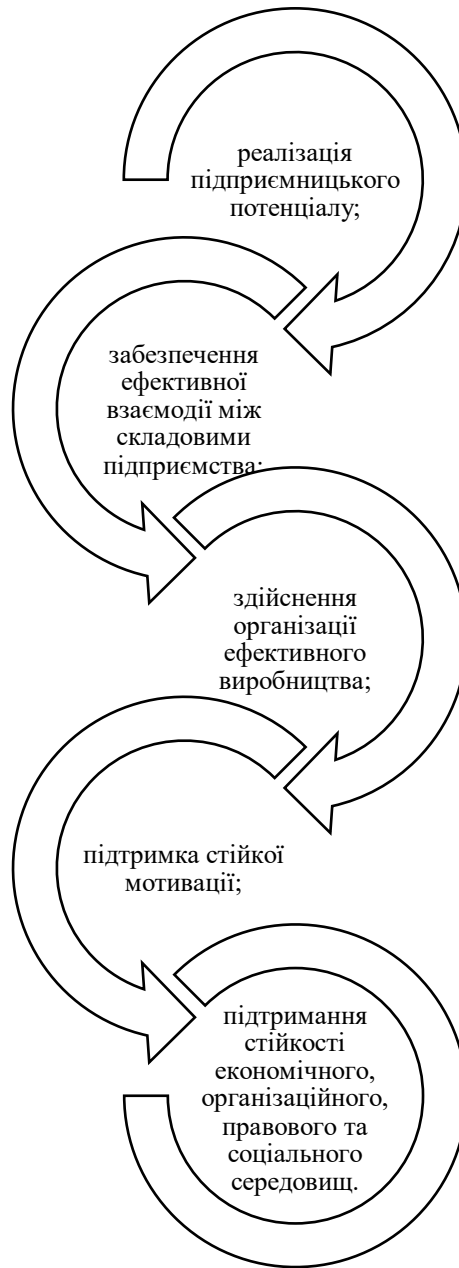 реалізація
підприємницького
потенціалу;
забезпечення
ефективної
взаємодії між
складовими
підприємства;
здійснення
організації
ефективного
виробництва;
підтримка стійкої
мотивації;
підтримання
стійкості
економічного,
організаційного,
правового та
соціального
середовищ.